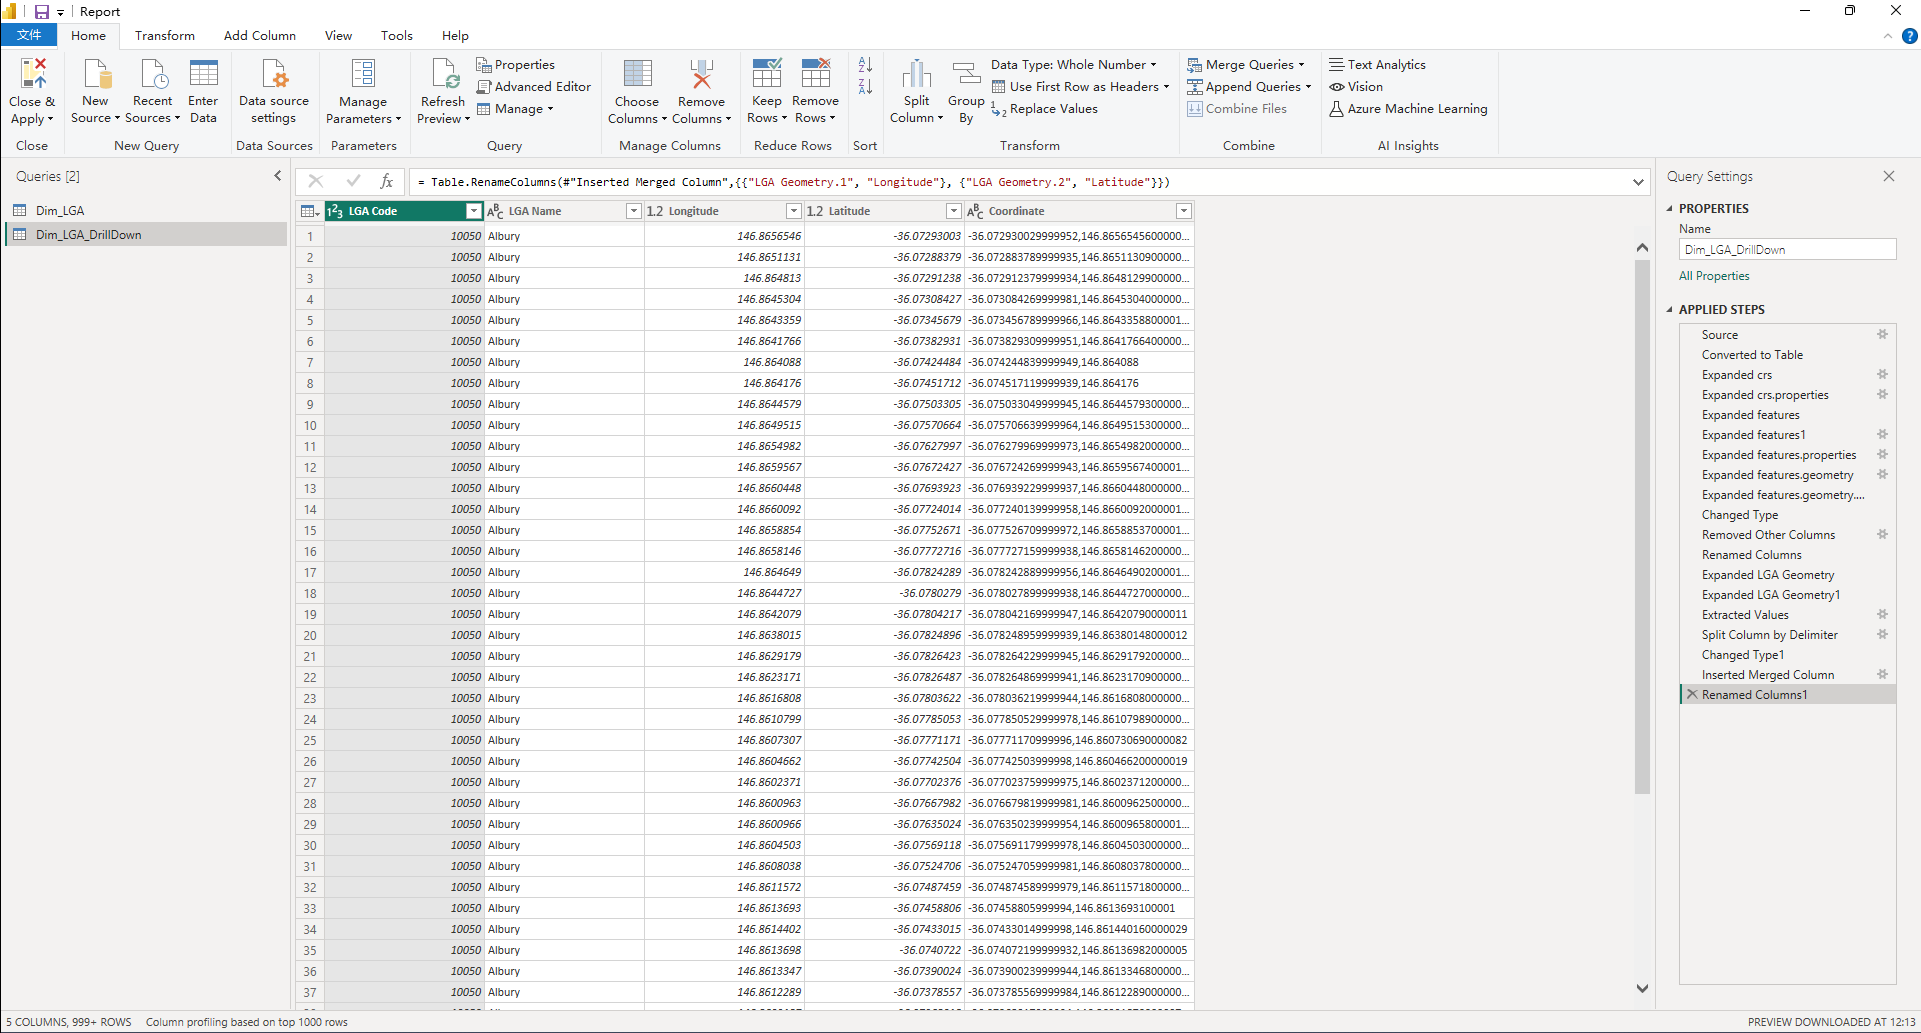 Report
文件 Home Transform Add Column View Tools Help
Close & Apply
New Source
Recent Sources
Enter Data
Data source settings
Manage Parameters
Refresh Preview
Properties
Advanced Editor
Manage
Choose Columns
Remove Columns
Keep Rows
Remove Rows
Split Column
Group By
Data Type: Whole Number
Use First Row as Headers
Replace Values
Merge Queries
Append Queries
Combine Files
Text Analytics
Vision
Azure Machine Learning
Close New Query Data Sources Parameters Query Manage Columns Reduce Rows Sort Transform Combine AI Insights
Queries [2]
Dim_LGA
Dim_LGA_DrillDown
= Table.RenameColumns(#"Inserted Merged Column",{{"LGA Geometry.1", "Longitude"}, {"LGA Geometry.2", "Latitude"}})
LGA Code LGA Name 1.2 Longitude 1.2 Latitude Coordinate
1 10050 Albury 146.8656546 -36.07293003 -36.072930029999952,146.8656545600000...
2 10050 Albury 146.8651131 -36.07288379 -36.072883789999935,146.8651130900000...
3 10050 Albury 146.864813 -36.07291238 -36.072912379999934,146.8648129900000...
4 10050 Albury 146.8645304 -36.07308427 -36.073084269999981,146.8645304000000...
5 10050 Albury 146.8643359 -36.07345679 -36.073456789999966,146.8643358800001...
6 10050 Albury 146.8641766 -36.07382931 -36.073829309999951,146.8641766400000...
7 10050 Albury 146.864088 -36.07424484 -36.074244839999949,146.864088
8 10050 Albury 146.864176 -36.07451712 -36.074517119999939,146.864176
9 10050 Albury 146.8644579 -36.07503305 -36.075033049999945,146.8644579300000...
10 10050 Albury 146.8649515 -36.07570664 -36.075706639999964,146.8649515300000...
11 10050 Albury 146.8654982 -36.07627997 -36.076279969999973,146.8654982000000...
12 10050 Albury 146.8659567 -36.07672427 -36.076724269999943,146.8659567400001...
13 10050 Albury 146.8660448 -36.07693923 -36.076939229999937,146.8660448000000...
14 10050 Albury 146.8660092 -36.07724014 -36.077240139999958,146.8660092000001...
15 10050 Albury 146.8658854 -36.07752671 -36.077526709999972,146.8658853700001...
16 10050 Albury 146.8658146 -36.07772716 -36.077727159999938,146.8658146200000...
17 10050 Albury 146.864649 -36.07824289 -36.078242889999956,146.8646490200001...
18 10050 Albury 146.8644727 -36.0780279 -36.078027899999938,146.8644727000000...
19 10050 Albury 146.8642079 -36.07804217 -36.078042169999947,146.86420790000011
20 10050 Albury 146.8638015 -36.07824896 -36.078248959999939,146.86380148000012
21 10050 Albury 146.8629179 -36.07826423 -36.078264229999945,146.8629179200000...
22 10050 Albury 146.8623171 -36.07826487 -36.078264869999941,146.8623170900000...
23 10050 Albury 146.8616808 -36.07803622 -36.078036219999944,146.8616808000000...
24 10050 Albury 146.8610799 -36.07785053 -36.077850529999978,146.8610798900000...
25 10050 Albury 146.8607307 -36.07771171 -36.07771170999996,146.860730690000082
26 10050 Albury 146.8604662 -36.07742504 -36.07742503999998,146.860466200000019
27 10050 Albury 146.8602371 -36.07702376 -36.077023759999975,146.8602371200000...
28 10050 Albury 146.8600963 -36.07667982 -36.076679819999981,146.8600962500000...
29 10050 Albury 146.8600966 -36.07635024 -36.076350239999954,146.8600965800001...
30 10050 Albury 146.8604503 -36.07569118 -36.075691179999978,146.8604503000000...
31 10050 Albury 146.8608038 -36.07524706 -36.075247059999981,146.8608037800000...
32 10050 Albury 146.8611572 -36.07487459 -36.074874589999979,146.8611571800000...
33 10050 Albury 146.8613693 -36.07458806 -36.07458805999994,146.8613693100001
34 10050 Albury 146.8614402 -36.07433015 -36.07433014999998,146.861440160000029
35 10050 Albury 146.8613698 -36.0740722 -36.074072199999932,146.86136982000005
36 10050 Albury 146.8613347 -36.07390024 -36.073900239999944,146.8613346800000...
37 10050 Albury 146.8612289 -36.07378557 -36.073785569999984,146.8612289000000...
Query Settings
PROPERTIES
Name
Dim_LGA_DrillDown
All Properties
APPLIED STEPS
Source
Converted to Table
Expanded crs
Expanded crs.properties
Expanded features
Expanded features1
Expanded features.properties
Expanded features.geometry
Expanded features.geometry....
Changed Type
Removed Other Columns
Renamed Columns
Expanded LGA Geometry
Expanded LGA Geometry1
Extracted Values
Split Column by Delimiter
Changed Type1
Inserted Merged Column
Renamed Columns1
5 COLUMNS, 999+ ROWS Column profiling based on top 1000 rows
PREVIEW DOWNLOADED AT 12:13